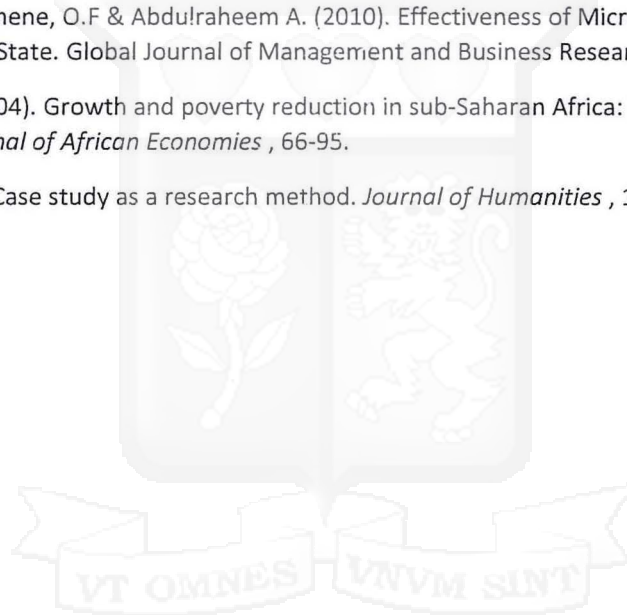 nene, O.F & Abdulraheem A. (2010). Effectiveness of Micr
State. Global Journal of Management and Business Resear
04). Growth and poverty reduction in sub-Saharan Africa:
nal of African Economies , 66-95.
Case study as a research method. Journal of Humanities , 1
VT OMNES VNVM SINT